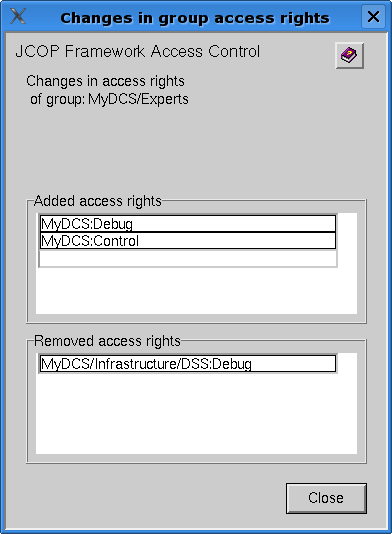 Changes in group access rights
JCOP Framework Access Control
Changes in access rights
of group: MyDCS/Experts
Added access rights
MyDCS:Debug
MyDCS:Control
Removed access rights
MyDCS/Infrastructure/DSS:Debug
Close